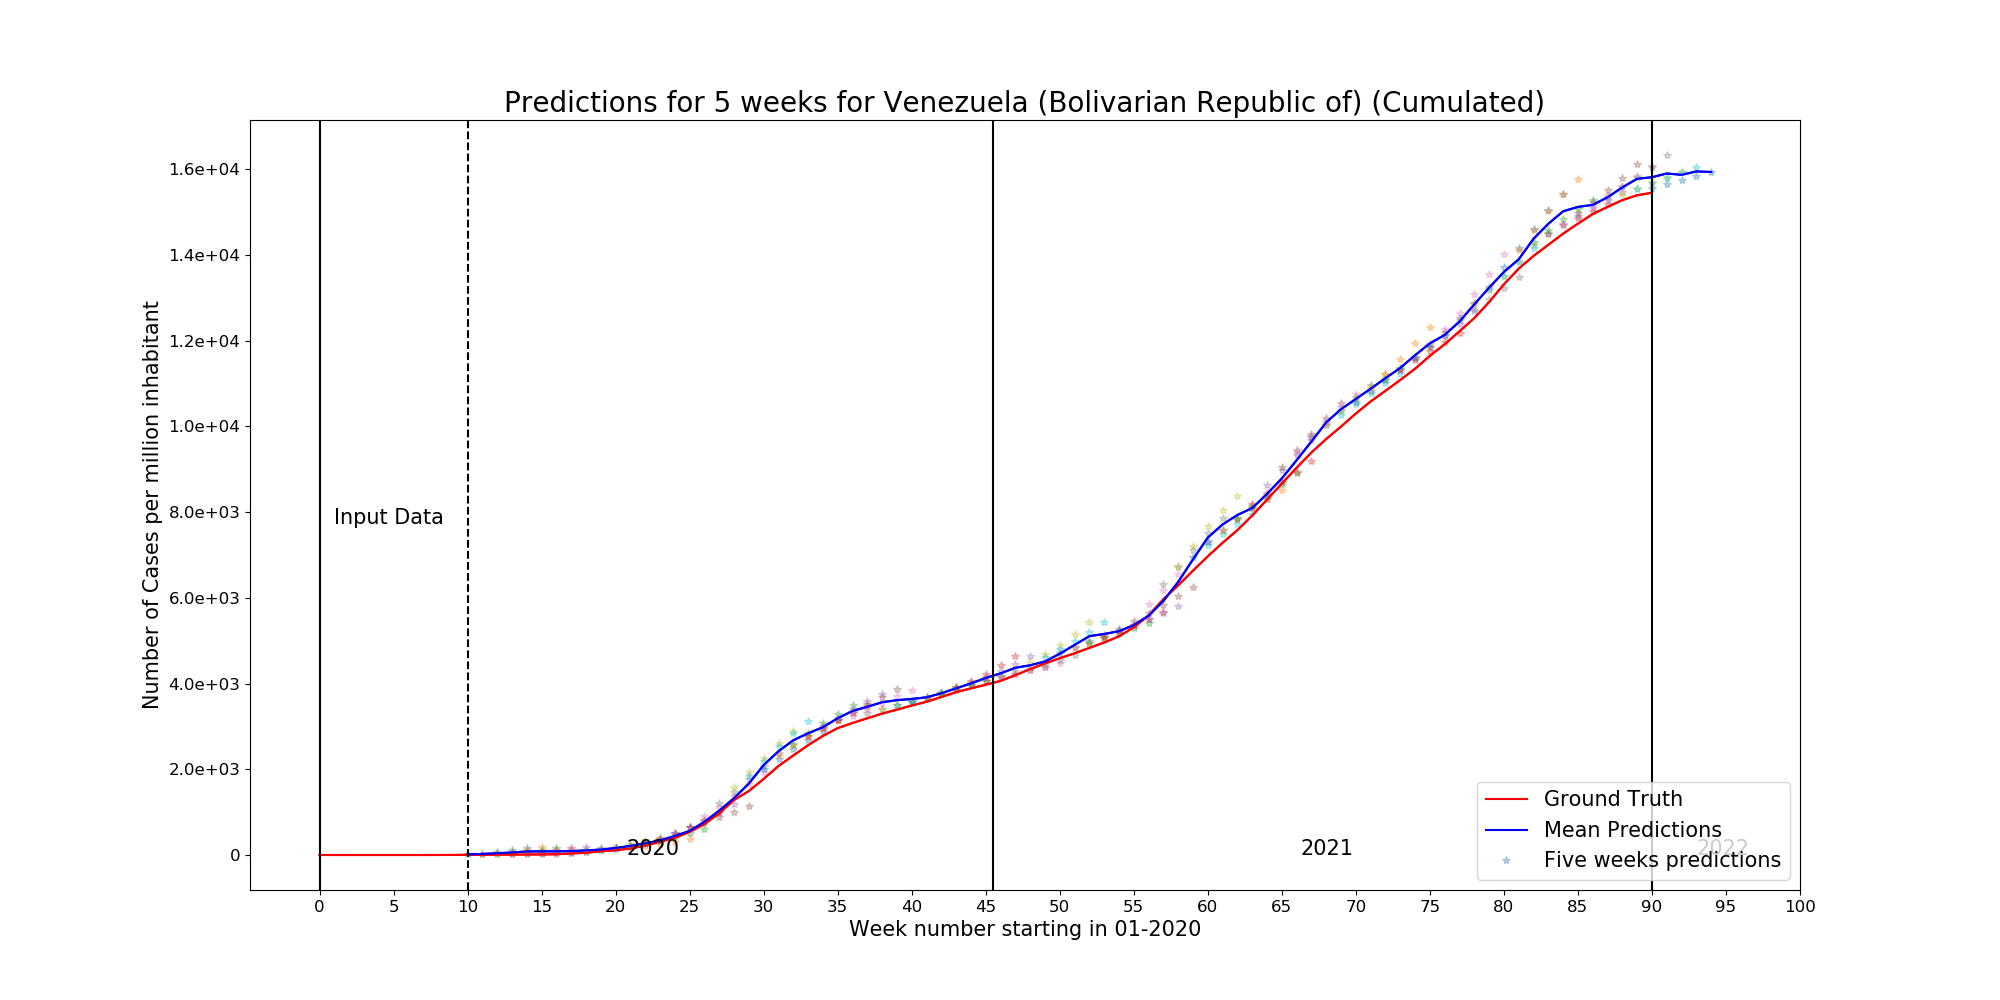 Predictions for 5 weeks for Venezuela (Bolivarian Republic of) (Cumulated)
Number of Cases per million inhabitant
1.6e+04
1.4e+04
1.2e+04
1.0e+04
8.0e+03
6.0e+03
4.0e+03
2.0e+03
0
Input Data
2020
2021
2022
Ground Truth
Mean Predictions
Five weeks predictions
0 5 10 15 20 25 30 35 40 45 50 55 60 65 70 75 80 85 90 95 100
Week number starting in 01-2020